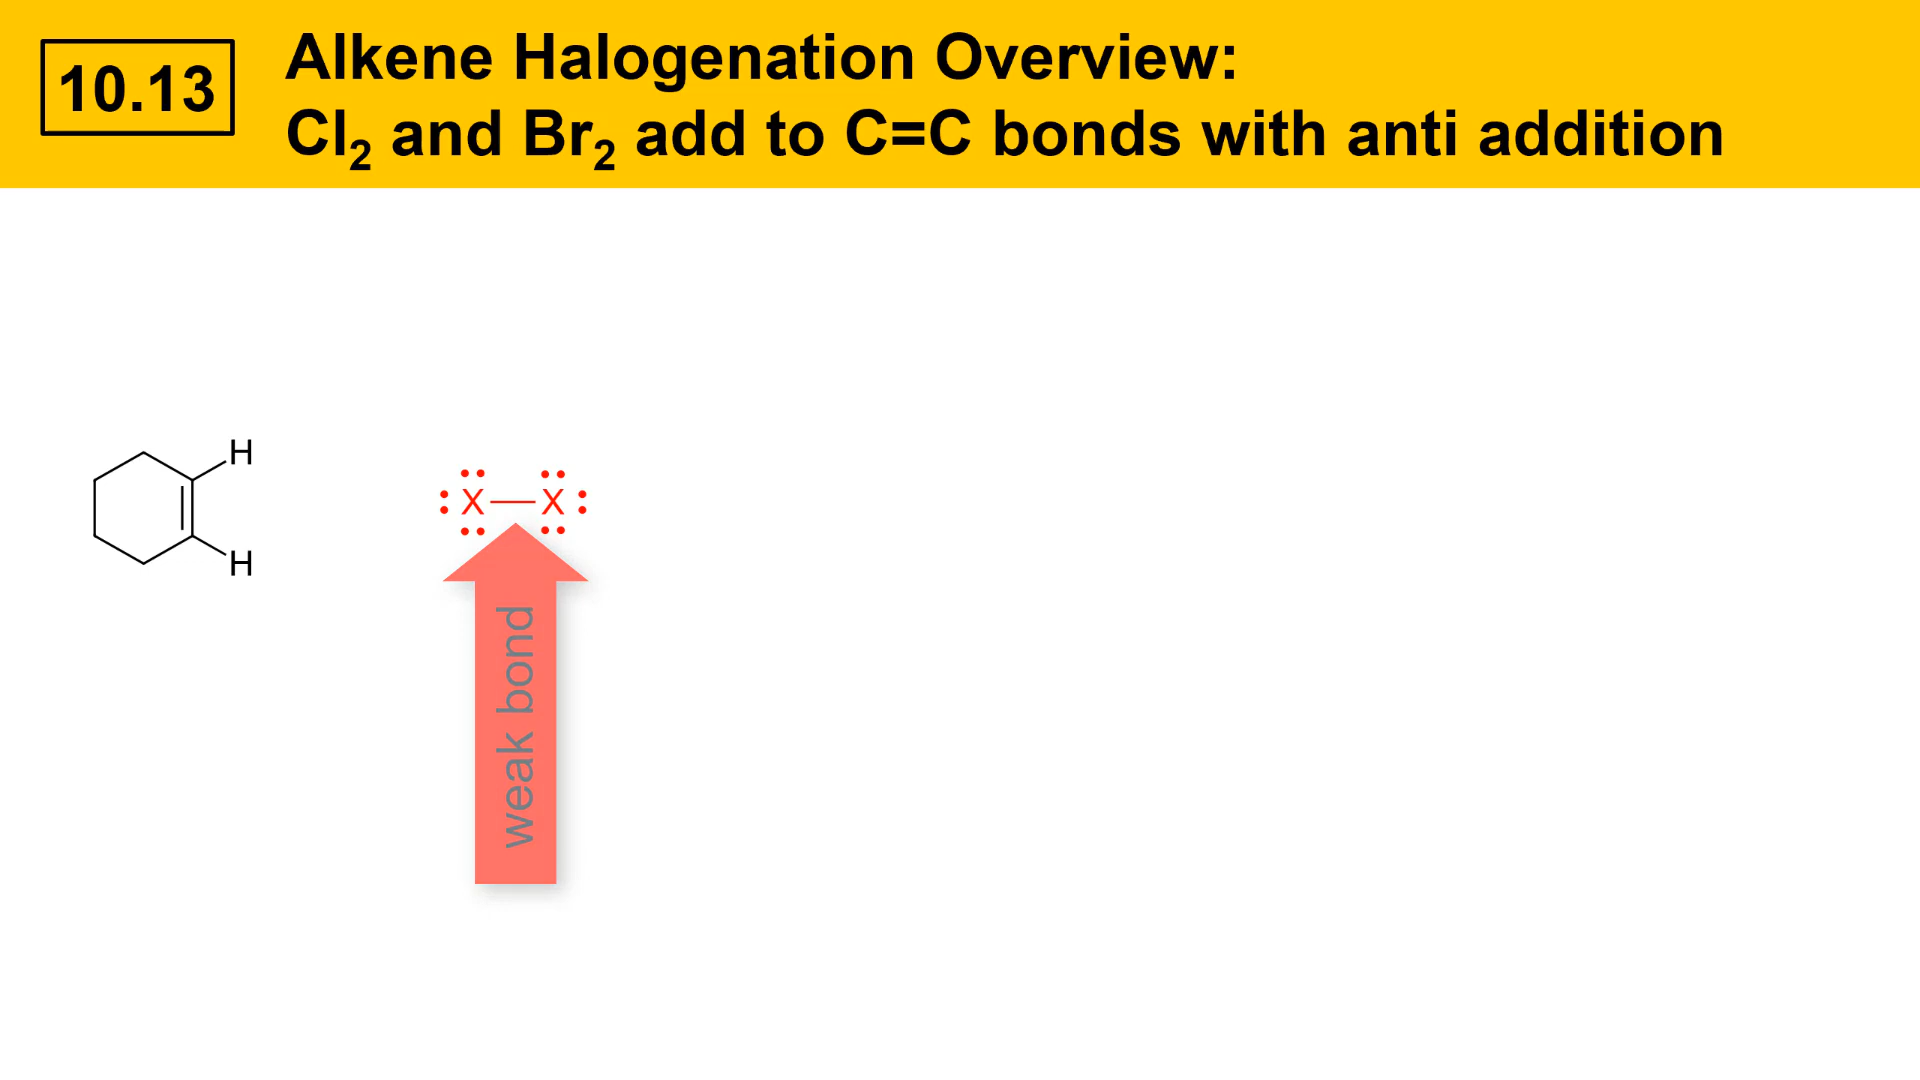 10.13
Alkene Halogenation Overview:
Cl₂ and Br₂ add to C=C bonds with anti addition
H
X—X
H
weak bond